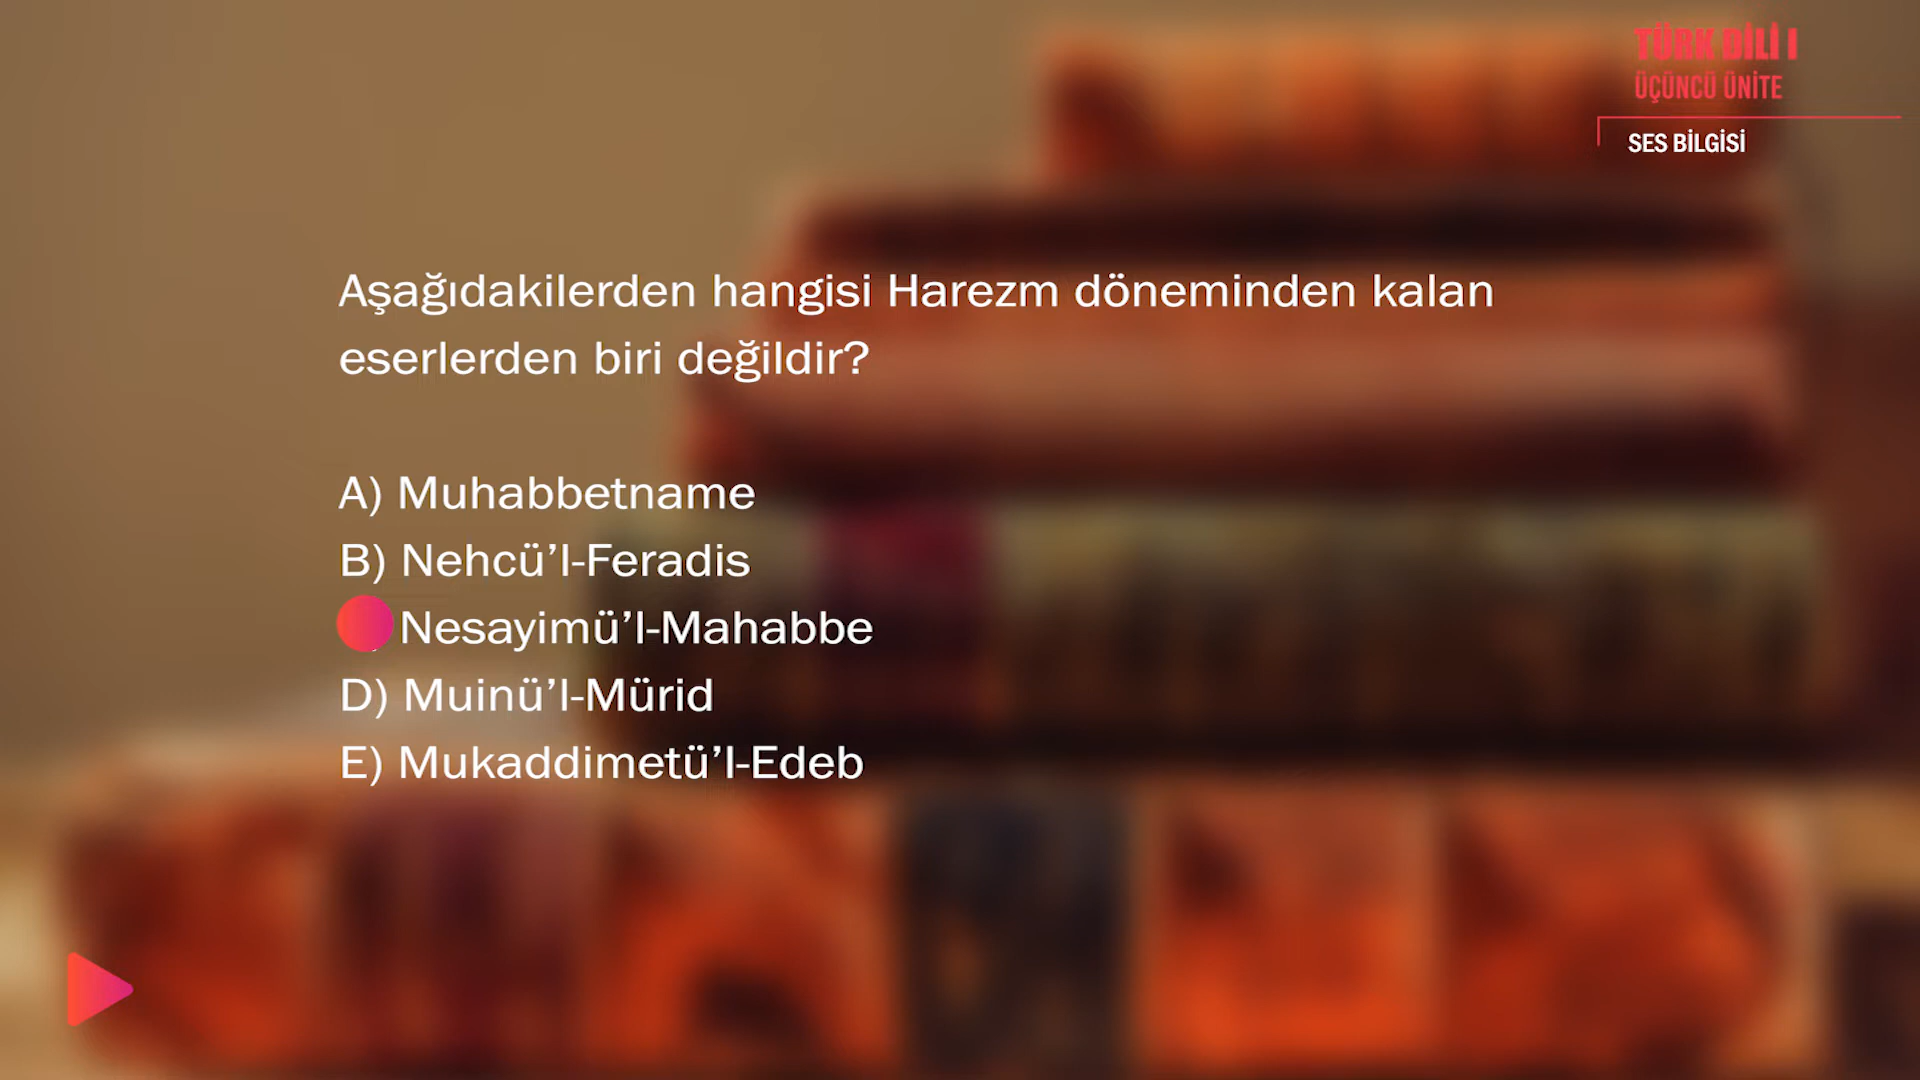 TÜRK DİLİ I
ÜÇÜNCÜ ÜNİTE
SES BİLGİSİ
Aşağıdakilerden hangisi Harezm döneminden kalan
eserlerden biri değildir?
A) Muhabbetname
B) Nehcü’l-Feradis
Nesayimü’l-Mahabbe
D) Muinü’l-Mürid
E) Mukaddimetü’l-Edeb